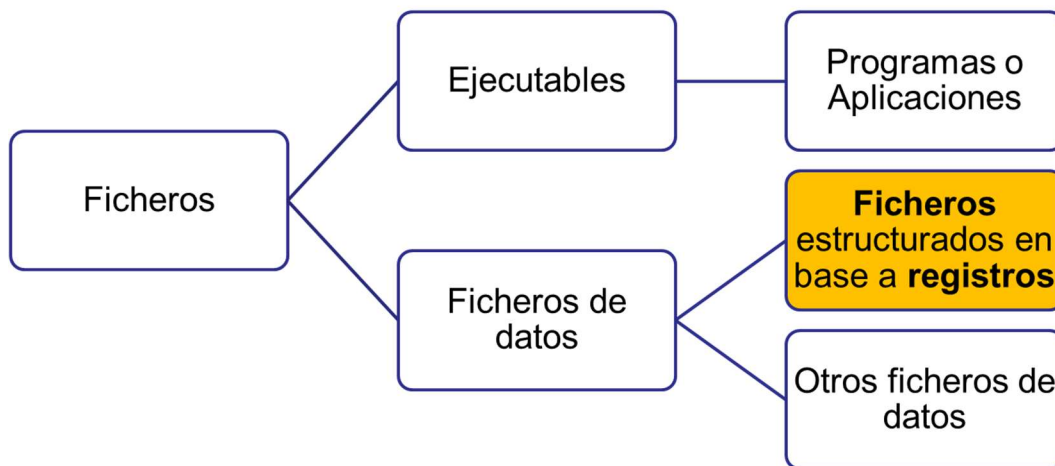 Ficheros
Ejecutables
Programas o
Aplicaciones
Ficheros de
datos
Ficheros
estructurados en
base a registros
Otros ficheros de
datos